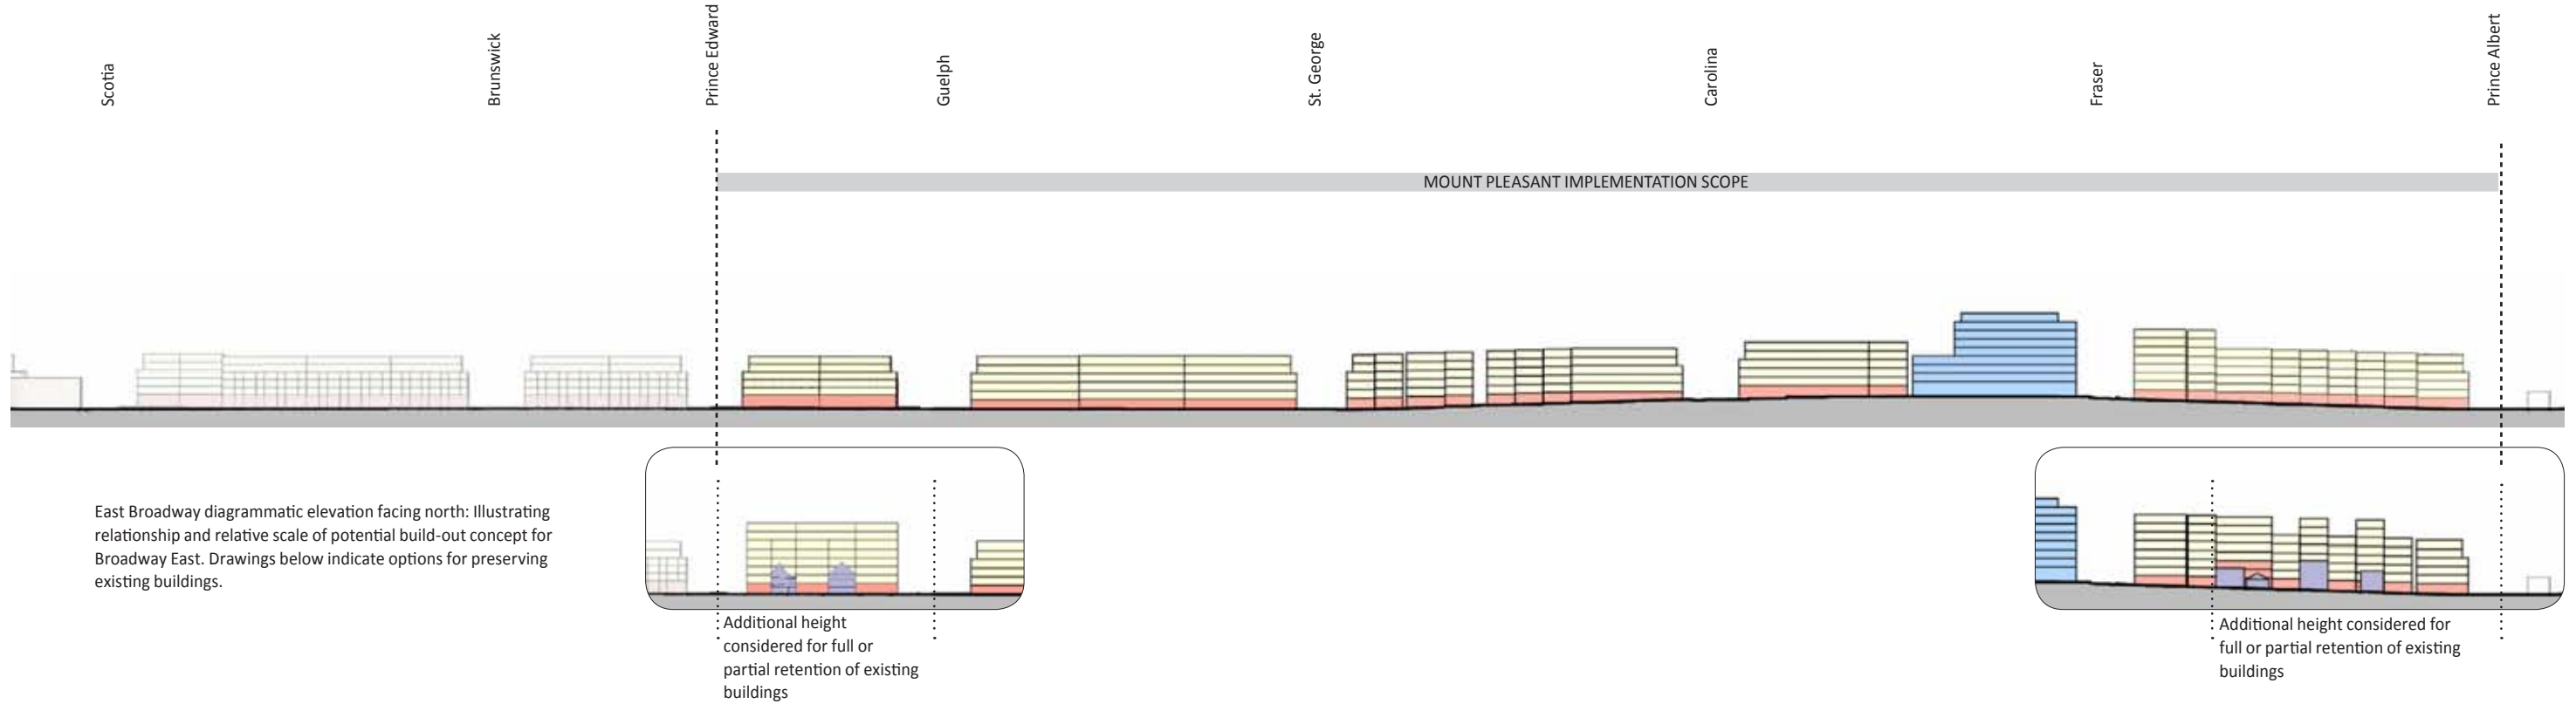 Scotia
Brunswick
Prince Edward
Guelph
St. George
Carolina
Fraser
Prince Albert
MOUNT PLEASANT IMPLEMENTATION SCOPE
East Broadway diagrammatic elevation facing north: Illustrating
relationship and relative scale of potential build-out concept for
Broadway East. Drawings below indicate options for preserving
existing buildings.
Additional height
considered for full or
partial retention of existing
buildings
Additional height considered for
full or partial retention of existing
buildings